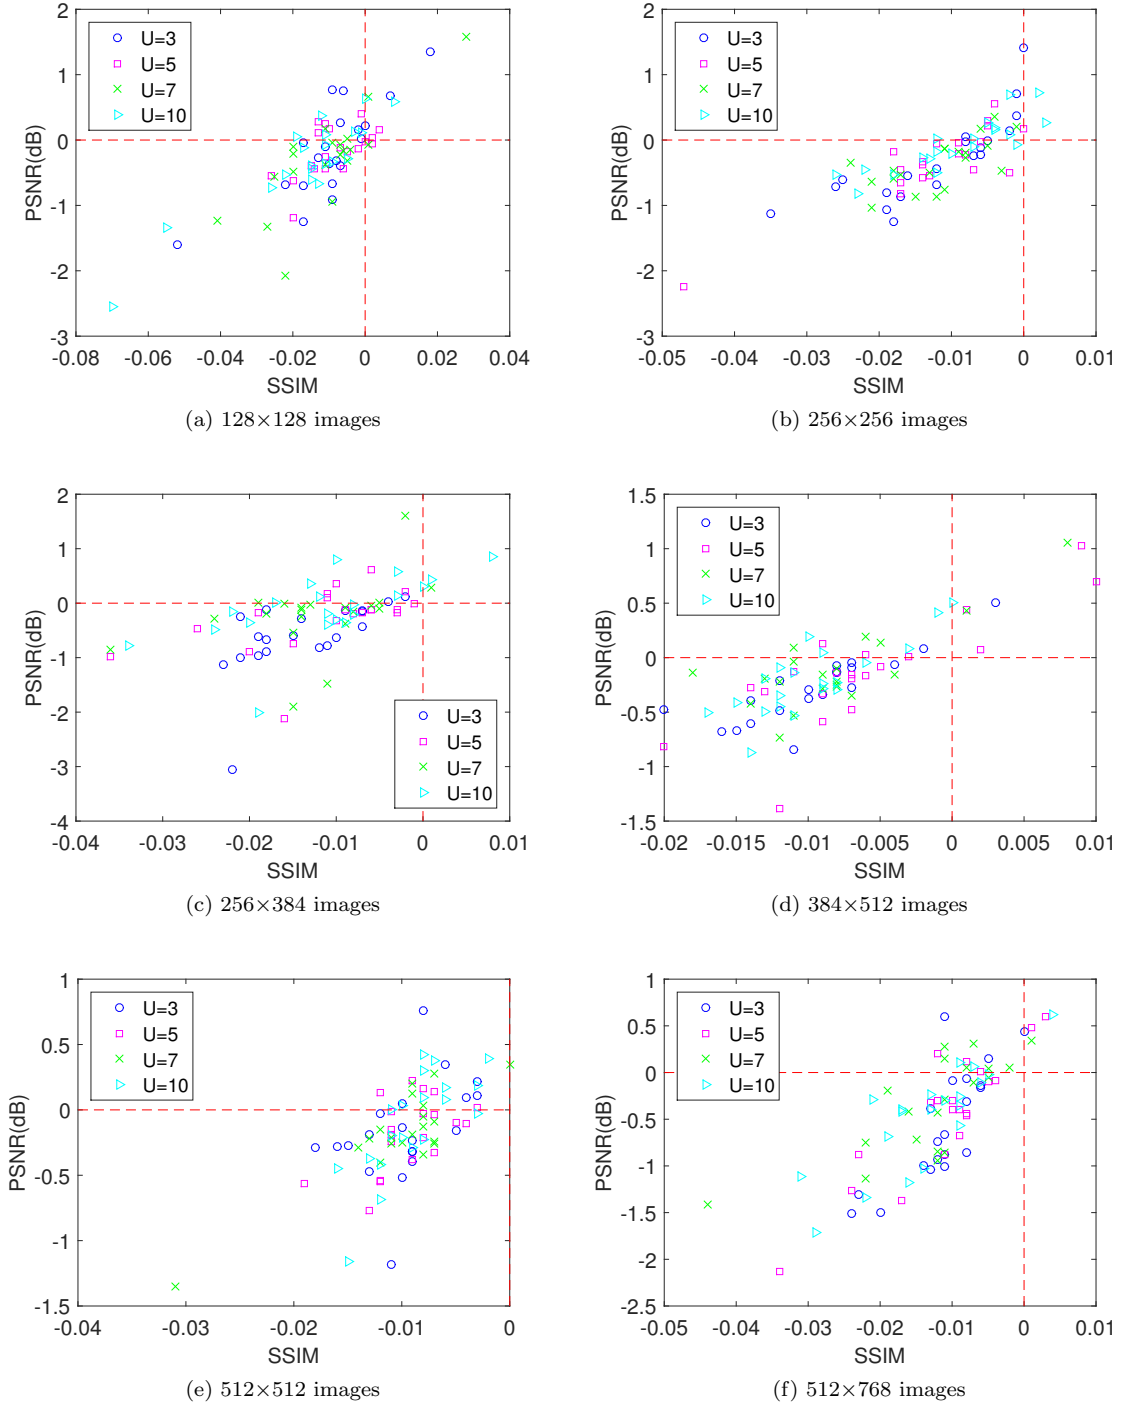 2
1
0
-1
-2
-3
PSNR(dB)
U=3
U=5
U=7
U=10
-0.08 -0.06 -0.04 -0.02 0 0.02 0.04
SSIM
(a) 128×128 images
2
1
0
-1
-2
-3
PSNR(dB)
U=3
U=5
U=7
U=10
-0.05 -0.04 -0.03 -0.02 -0.01 0 0.01
SSIM
(b) 256×256 images
2
1
0
-1
-2
-3
-4
PSNR(dB)
U=3
U=5
U=7
U=10
-0.04 -0.03 -0.02 -0.01 0 0.01
SSIM
(c) 256×384 images
1.5
1
0.5
0
-0.5
-1
-1.5
PSNR(dB)
U=3
U=5
U=7
U=10
-0.02 -0.015 -0.01 -0.005 0 0.005 0.01
SSIM
(d) 384×512 images
1
0.5
0
-0.5
-1
-1.5
PSNR(dB)
U=3
U=5
U=7
U=10
-0.04 -0.03 -0.02 -0.01 0
SSIM
(e) 512×512 images
1
0.5
0
-0.5
-1
-1.5
-2
-2.5
PSNR(dB)
U=3
U=5
U=7
U=10
-0.05 -0.04 -0.03 -0.02 -0.01 0 0.01
SSIM
(f) 512×768 images